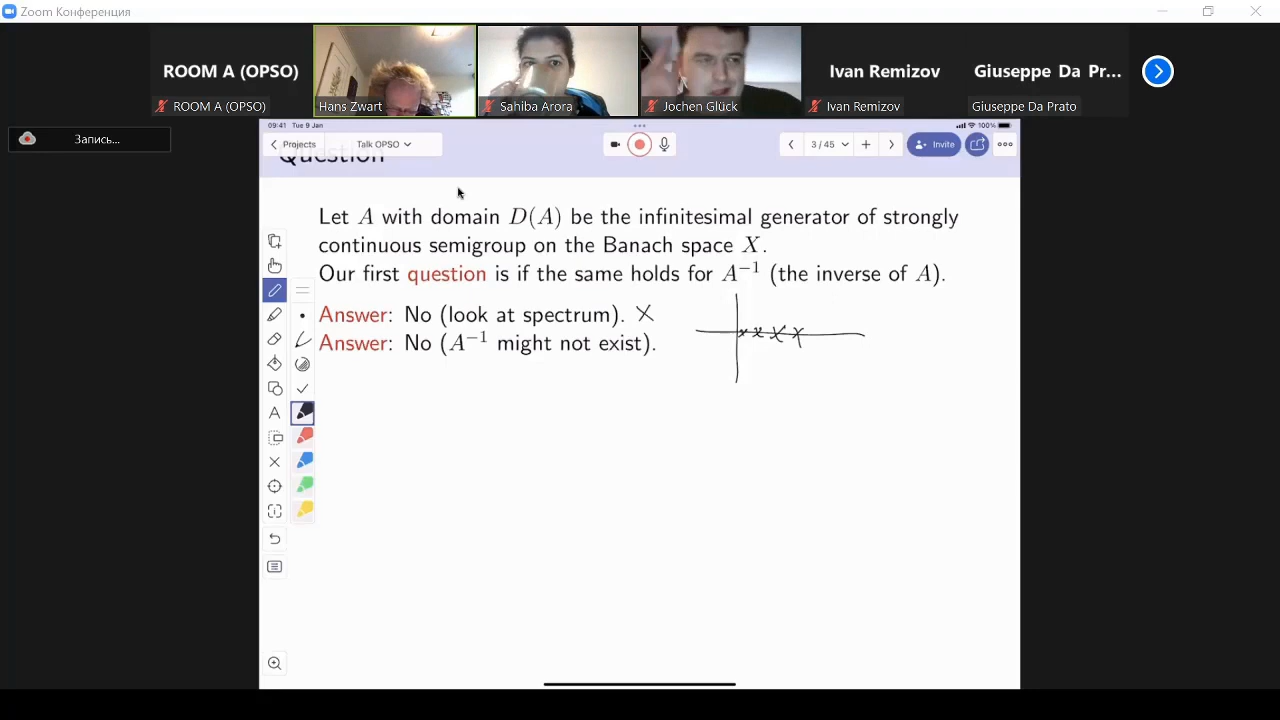 Zoom Конференция
ROOM A (OPSO)
Ivan Remizov
Giuseppe Da Pr...
ROOM A (OPSO)
Hans Zwart
Sahiba Arora
Jochen Glück
Ivan Remizov
Giuseppe Da Prato
Запись...
09:41 Tue 9 Jan
100%
Projects
Talk OPSO
3 / 45
Invite
Question
Let A with domain D(A) be the infinitesimal generator of strongly
continuous semigroup on the Banach space X.
Our first question is if the same holds for A⁻¹ (the inverse of A).
Answer: No (look at spectrum). X
Answer: No (A⁻¹ might not exist).
A